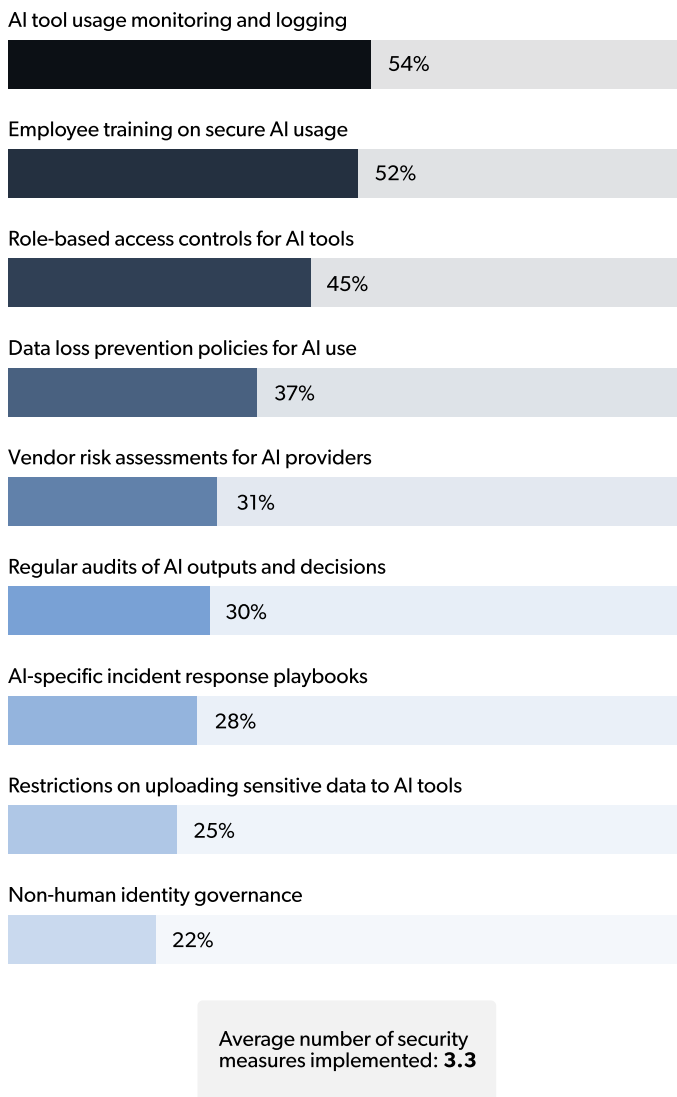 AI tool usage monitoring and logging
54%
Employee training on secure AI usage
52%
Role-based access controls for AI tools
45%
Data loss prevention policies for AI use
37%
Vendor risk assessments for AI providers
31%
Regular audits of AI outputs and decisions
30%
AI-specific incident response playbooks
28%
Restrictions on uploading sensitive data to AI tools
25%
Non-human identity governance
22%
Average number of security
measures implemented: 3.3